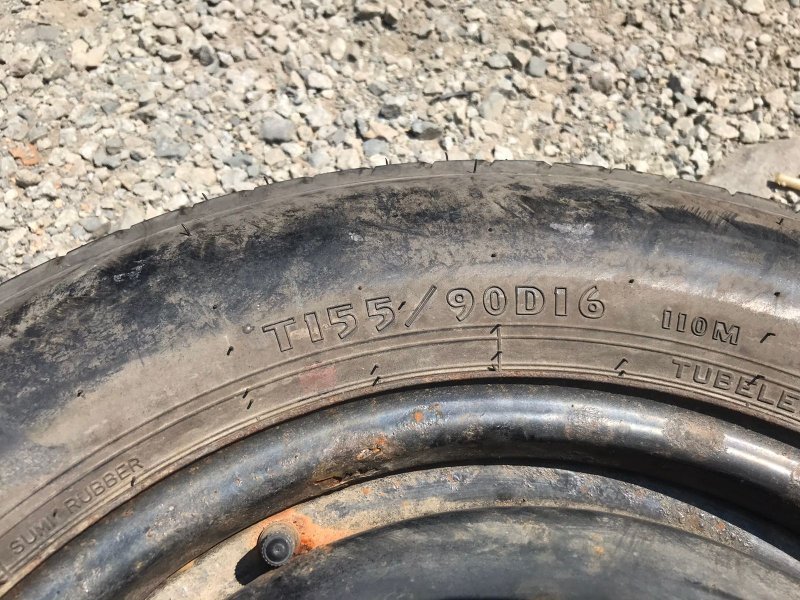 T155/90D16 110M
TUBELE
SUMI RUBBER